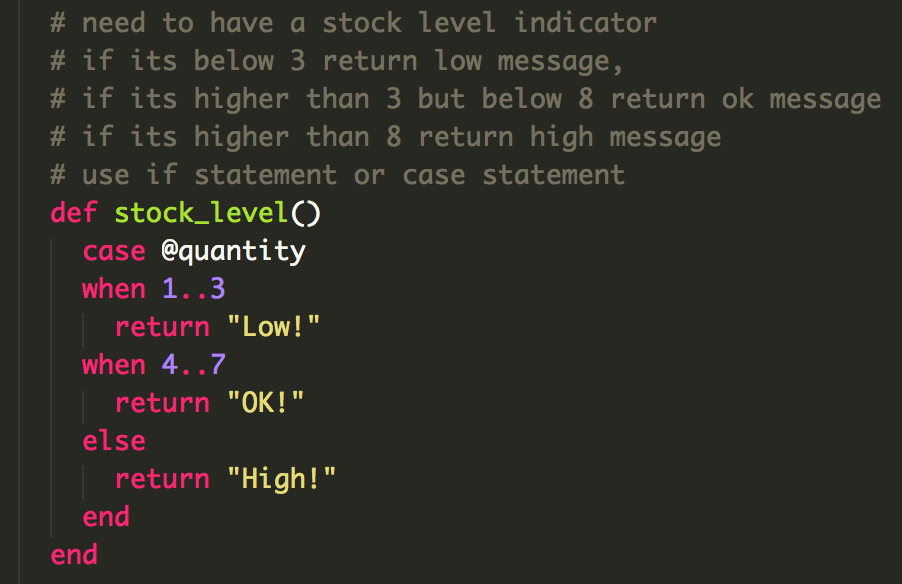 # need to have a stock level indicator
# if its below 3 return low message,
# if its higher than 3 but below 8 return ok message
# if its higher than 8 return high message
# use if statement or case statement
def stock_level()
  case @quantity
  when 1..3
    return "Low!"
  when 4..7
    return "OK!"
  else
    return "High!"
  end
end